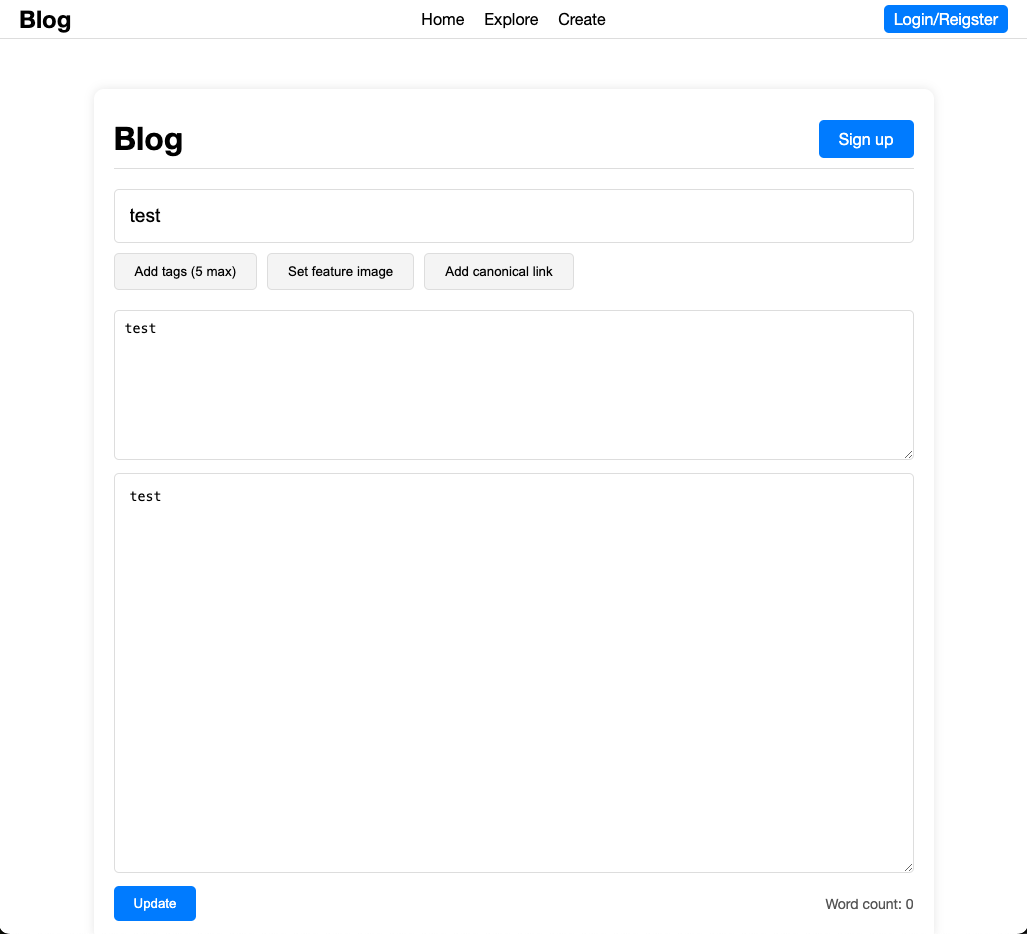 Blog Home Explore Create Login/Reigster
Blog Sign up
test
Add tags (5 max) Set feature image Add canonical link
test
test
Update Word count: 0